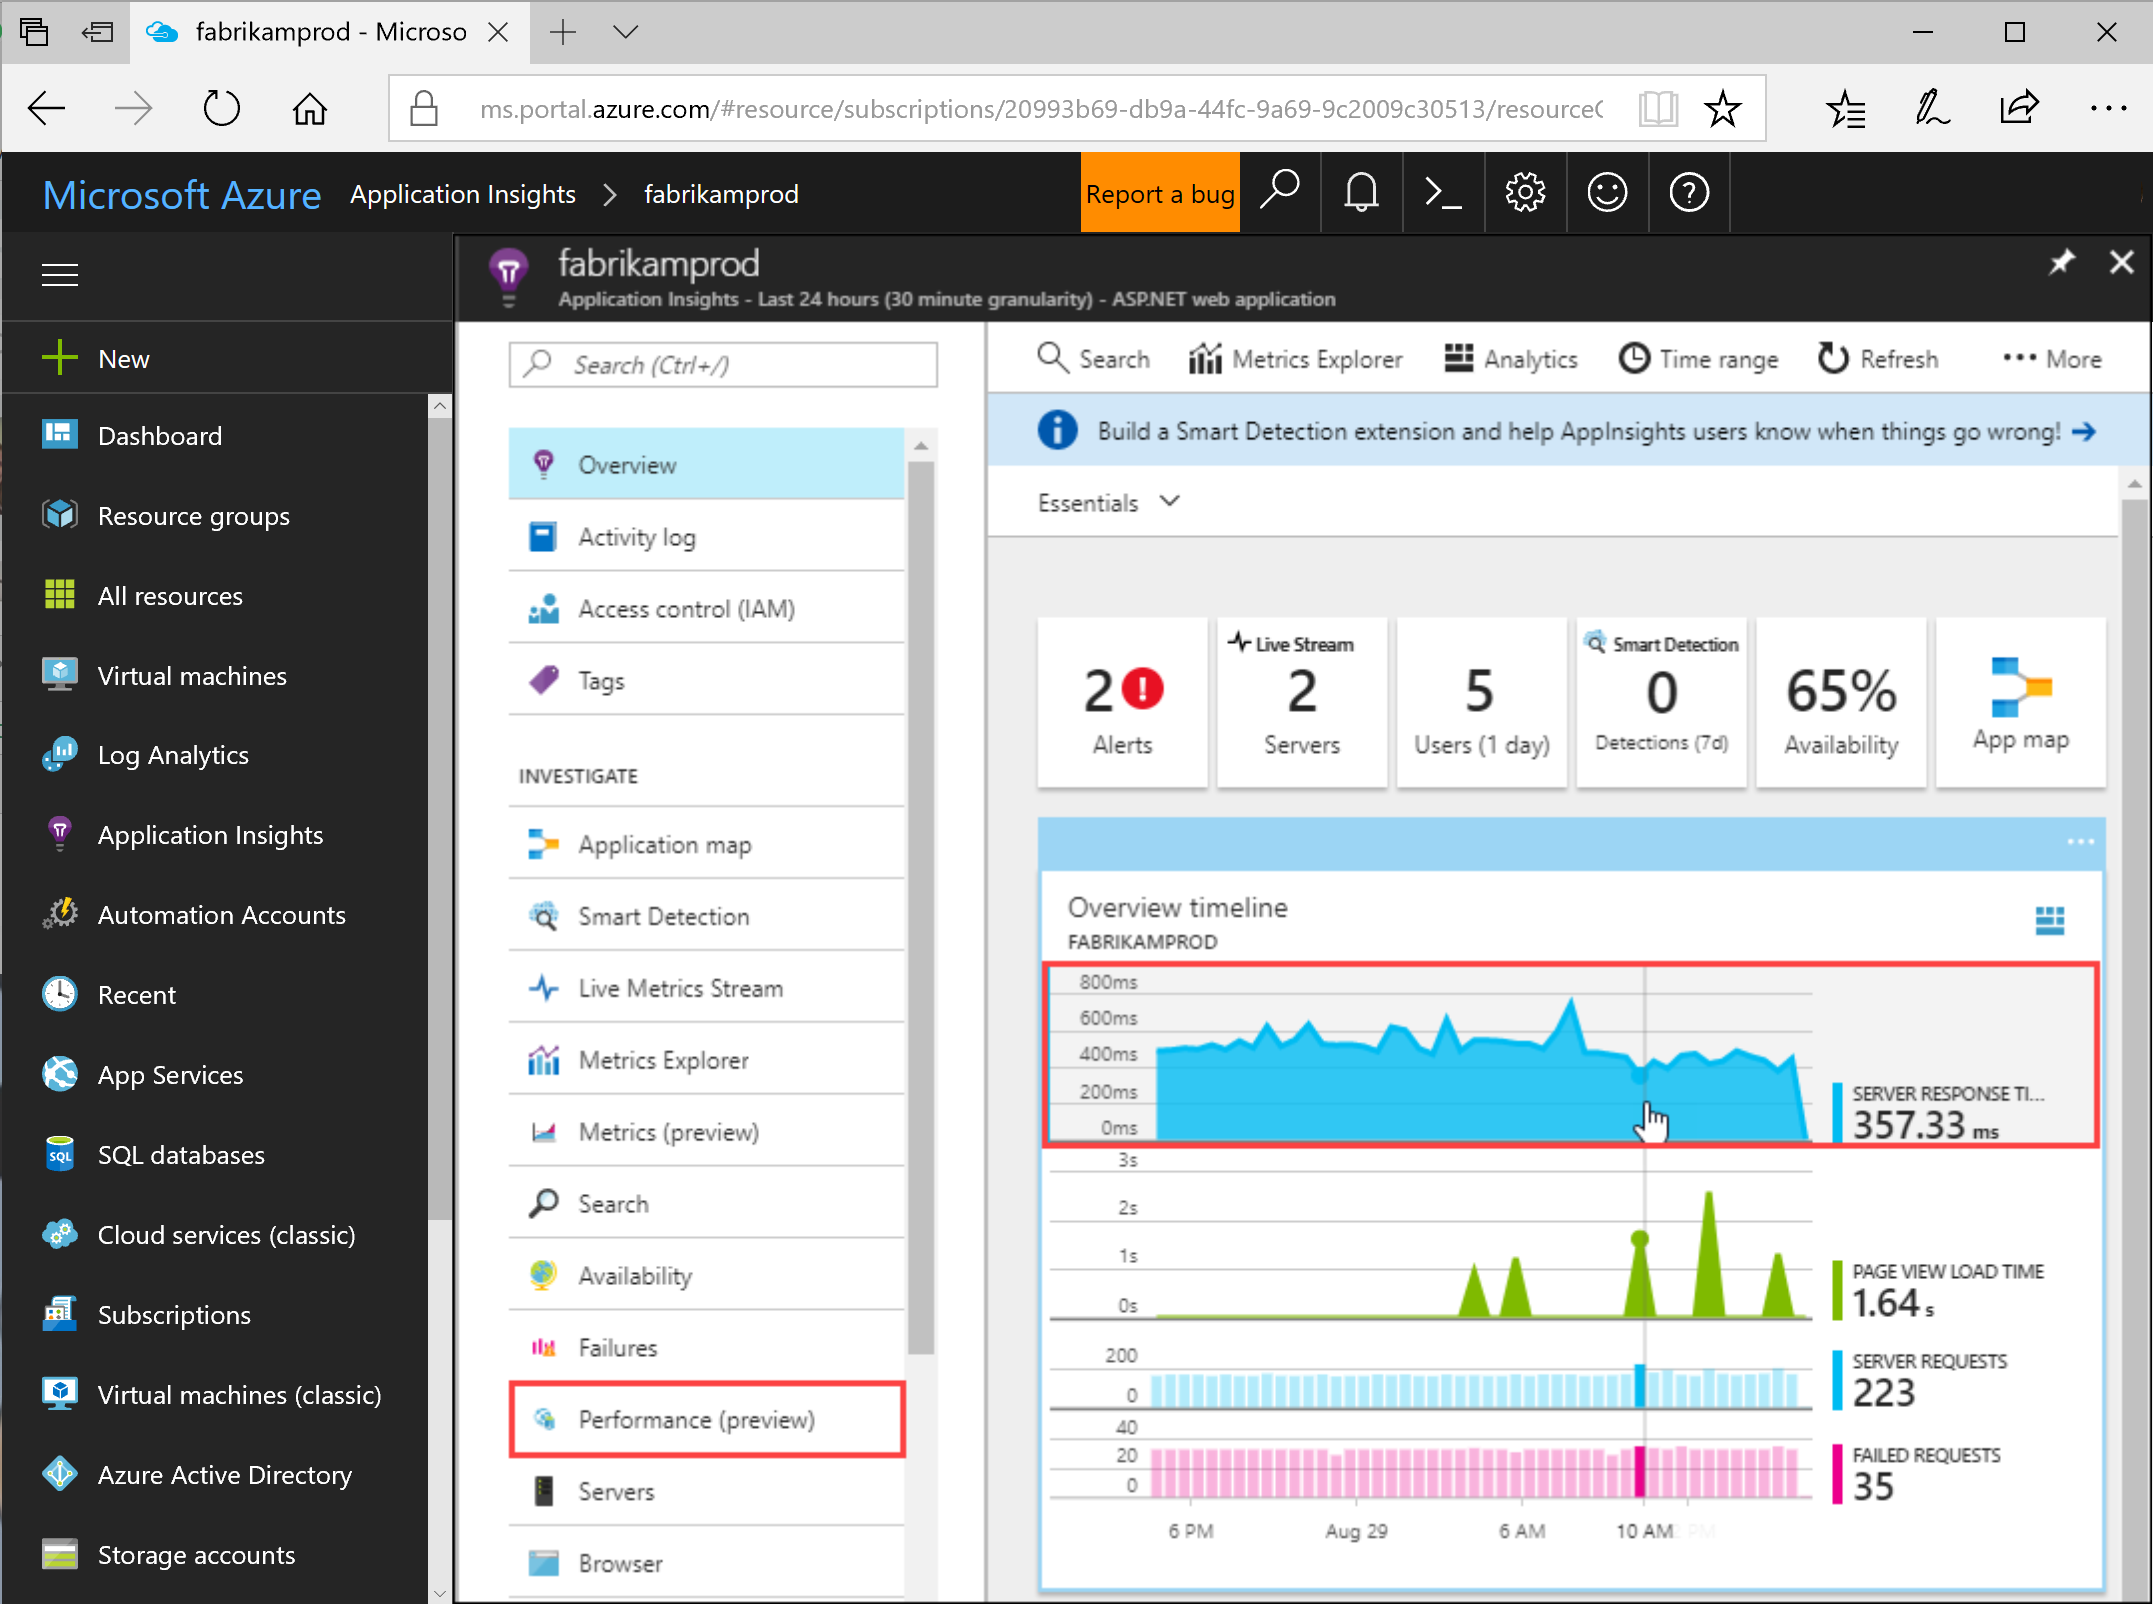 fabrikamprod - Microso
ms.portal.azure.com/#resource/subscriptions/20993b69-db9a-44fc-9a69-9c2009c30513/resource
Microsoft Azure
Application Insights
fabrikamprod
Report a bug
fabrikamprod
Application Insights - Last 24 hours (30 minute granularity) - ASP.NET web application
New
Dashboard
Resource groups
All resources
Virtual machines
Log Analytics
Application Insights
Automation Accounts
Recent
App Services
SQL
SQL databases
Cloud services (classic)
Subscriptions
Virtual machines (classic)
Azure Active Directory
Storage accounts
Search (Ctrl+/)
Overview
Activity log
Access control (IAM)
Tags
INVESTIGATE
Application map
Smart Detection
Live Metrics Stream
Metrics Explorer
Metrics (preview)
Search
Availability
Failures
Performance (preview)
Servers
Browser
Search
Metrics Explorer
Analytics
Time range
Refresh
More
Build a Smart Detection extension and help AppInsights users know when things go wrong!
Essentials
2
Alerts
Live Stream
2
Servers
5
Users (1 day)
Smart Detection
0
Detections (7d)
65%
Availability
App map
Overview timeline
FABRIKAMPROD
800ms
600ms
400ms
200ms
0ms
SERVER RESPONSE TI...
357.33 ms
3s
2s
1s
0s
PAGE VIEW LOAD TIME
1.64 s
200
0
SERVER REQUESTS
223
40
20
0
FAILED REQUESTS
35
6 PM
Aug 29
6 AM
10 AM